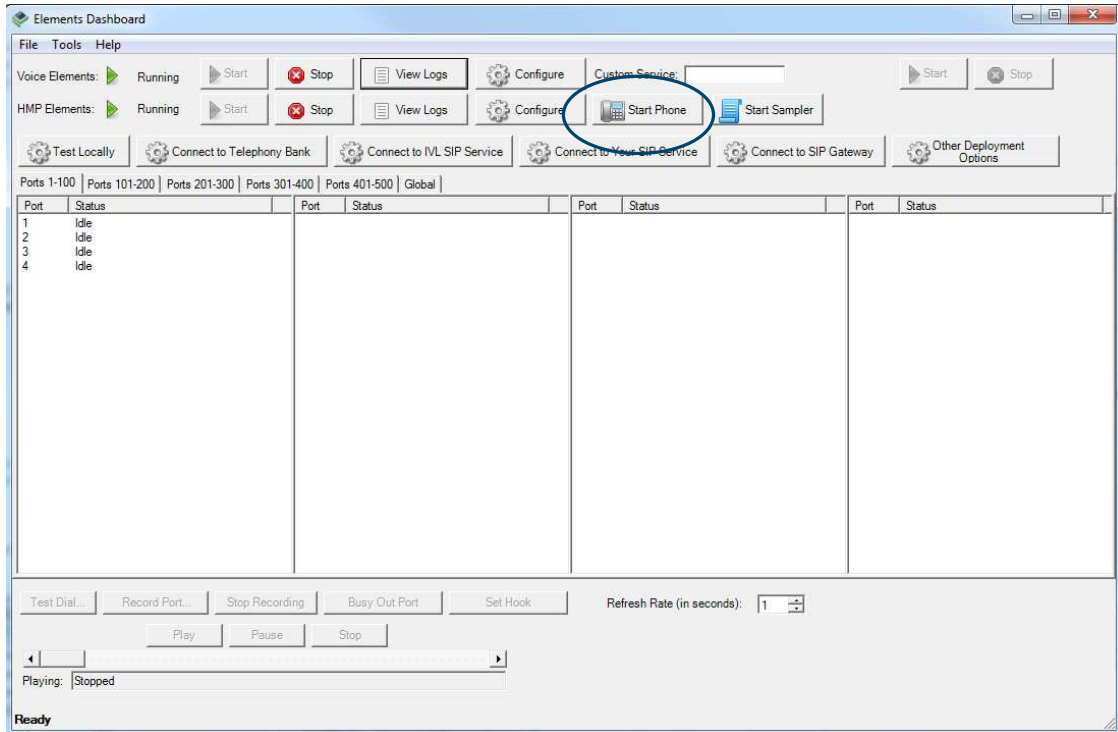 Elements Dashboard
File Tools Help
Voice Elements: Running Start Stop View Logs Configure Custom Service: Start Stop
HMP Elements: Running Start Stop View Logs Configure Start Phone Start Sampler
Test Locally Connect to Telephony Bank Connect to IVL SIP Service Connect to Your SIP Service Connect to SIP Gateway Other Deployment
Options
Ports 1-100 Ports 101-200 Ports 201-300 Ports 301-400 Ports 401-500 Global
Port Status Port Status Port Status Port Status
1 Idle
2 Idle
3 Idle
4 Idle
Test Dial... Record Port... Stop Recording Busy Out Port Set Hook Refresh Rate (in seconds): 1
Play Pause Stop
Playing: Stopped
Ready